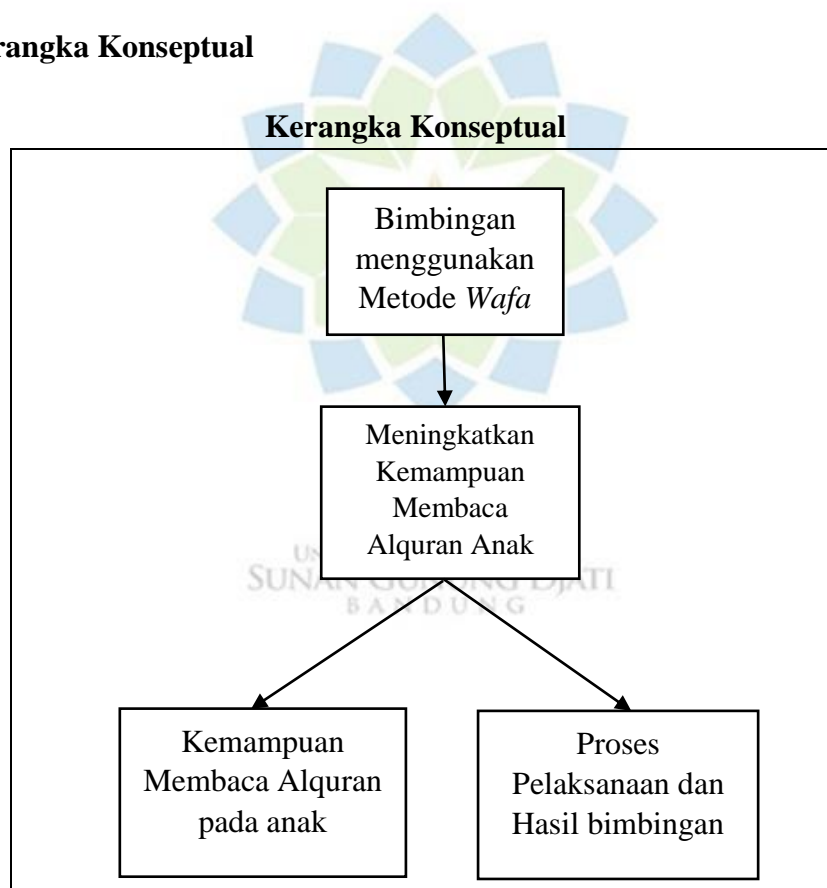 rangka Konseptual
Kerangka Konseptual
Bimbingan
menggunakan
Metode Wafa
Meningkatkan
Kemampuan
Membaca
Alquran Anak
SUNAN GUNUNG DJATI
BANDUNG
Kemampuan
Membaca Alquran
pada anak
Proses
Pelaksanaan dan
Hasil bimbingan